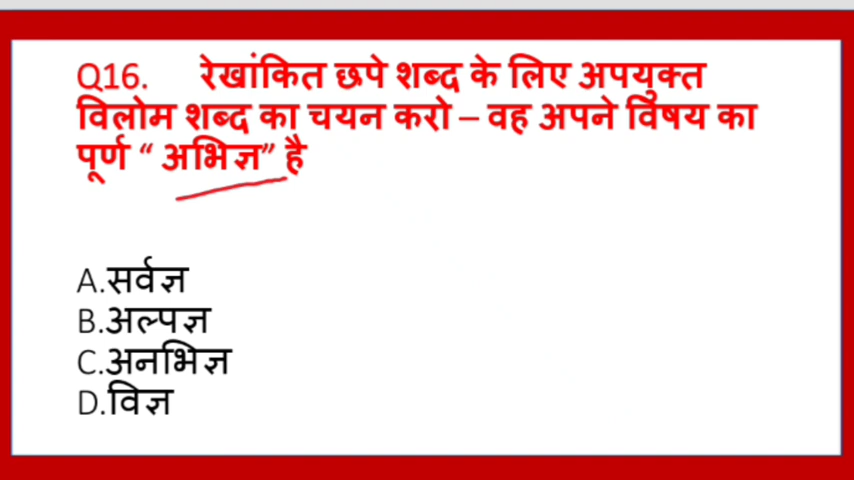 Q16. रेखांकित छपे शब्द के लिए अपयुक्त
विलोम शब्द का चयन करो – वह अपने विषय का
पूर्ण “ अभिज्ञ” है
A.सर्वज्ञ
B.अल्पज्ञ
C.अनभिज्ञ
D.विज्ञ